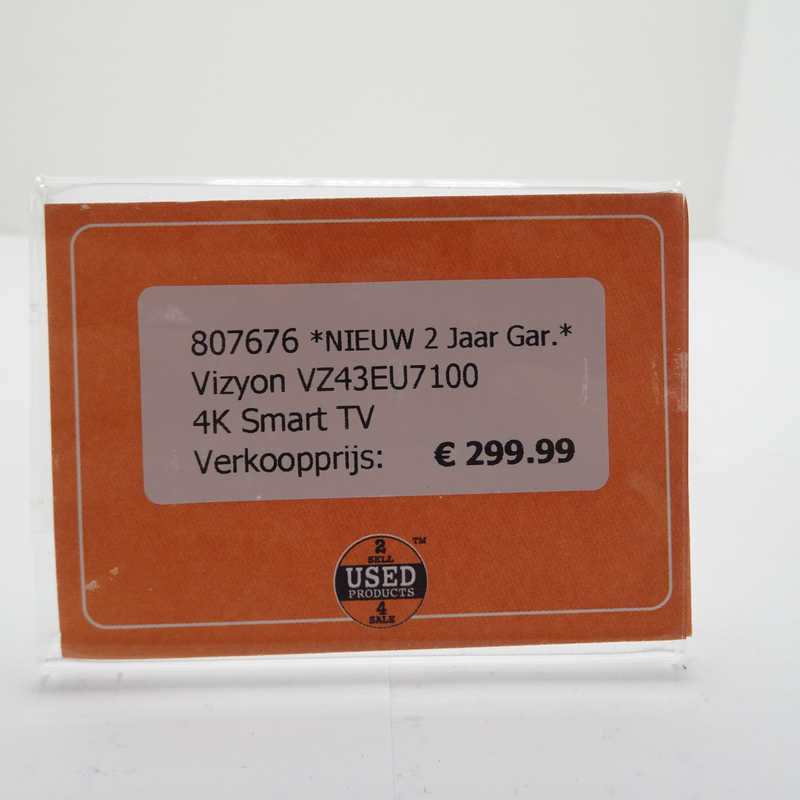 807676 *NIEUW 2 Jaar Gar.*
Vizyon VZ43EU7100
4K Smart TV
Verkoopprijs: € 299.99
2
SELL
USED
PRODUCTS
4
SALE
TM